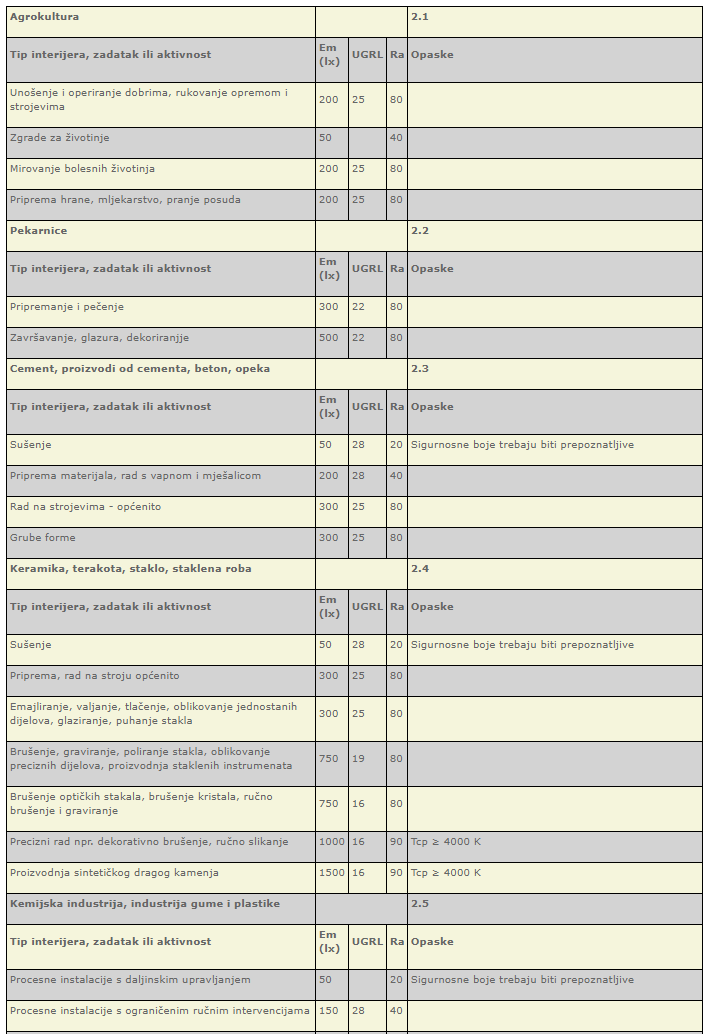 Agrokultura 2.1
Tip interijera, zadatak ili aktivnost Em (lx) UGRL Ra Opaske
Unošenje i operiranje dobrima, rukovanje opremom i
strojevima 200 25 80
Zgrade za životinje 50 40
Mirovanje bolesnih životinja 200 25 80
Priprema hrane, mljekarstvo, pranje posuda 200 25 80
Pekarnice 2.2
Tip interijera, zadatak ili aktivnost Em (lx) UGRL Ra Opaske
Pripremanje i pečenje 300 22 80
Završavanje, glazura, dekoriranjje 500 22 80
Cement, proizvodi od cementa, beton, opeka 2.3
Tip interijera, zadatak ili aktivnost Em (lx) UGRL Ra Opaske
Sušenje 50 28 20 Sigurnosne boje trebaju biti prepoznatljive
Priprema materijala, rad s vapnom i mješalicom 200 28 40
Rad na strojevima - općenito 300 25 80
Grube forme 300 25 80
Keramika, terakota, staklo, staklena roba 2.4
Tip interijera, zadatak ili aktivnost Em (lx) UGRL Ra Opaske
Sušenje 50 28 20 Sigurnosne boje trebaju biti prepoznatljive
Priprema, rad na stroju općenito 300 25 80
Emajliranje, valjanje, tlačenje, oblikovanje jednostanih
dijelova, glaziranje, puhanje stakla 300 25 80
Brušenje, graviranje, poliranje stakla, oblikovanje
preciznih dijelova, proizvodnja staklenih instrumenata 750 19 80
Brušenje optičkih stakala, brušenje kristala, ručno
brušenje i graviranje 750 16 80
Precizni rad npr. dekorativno brušenje, ručno slikanje 1000 16 90 Tcp ≥ 4000 K
Proizvodnja sintetičkog dragog kamenja 1500 16 90 Tcp ≥ 4000 K
Kemijska industrija, industrija gume i plastike 2.5
Tip interijera, zadatak ili aktivnost Em (lx) UGRL Ra Opaske
Procesne instalacije s daljinskim upravljanjem 50 20 Sigurnosne boje trebaju biti prepoznatljive
Procesne instalacije s ograničenim ručnim intervencijama 150 28 40